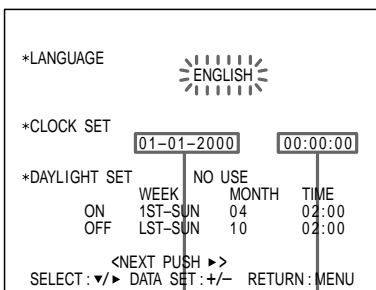 *LANGUAGE
ENGLISH
*CLOCK SET
01–01–2000 00:00:00
*DAYLIGHT SET NO USE
WEEK MONTH TIME
ON 1ST–SUN 04 02:00
OFF LST–SUN 10 02:00
<NEXT PUSH ►>
SELECT:▼/► DATA SET:+/– RETURN:MENU